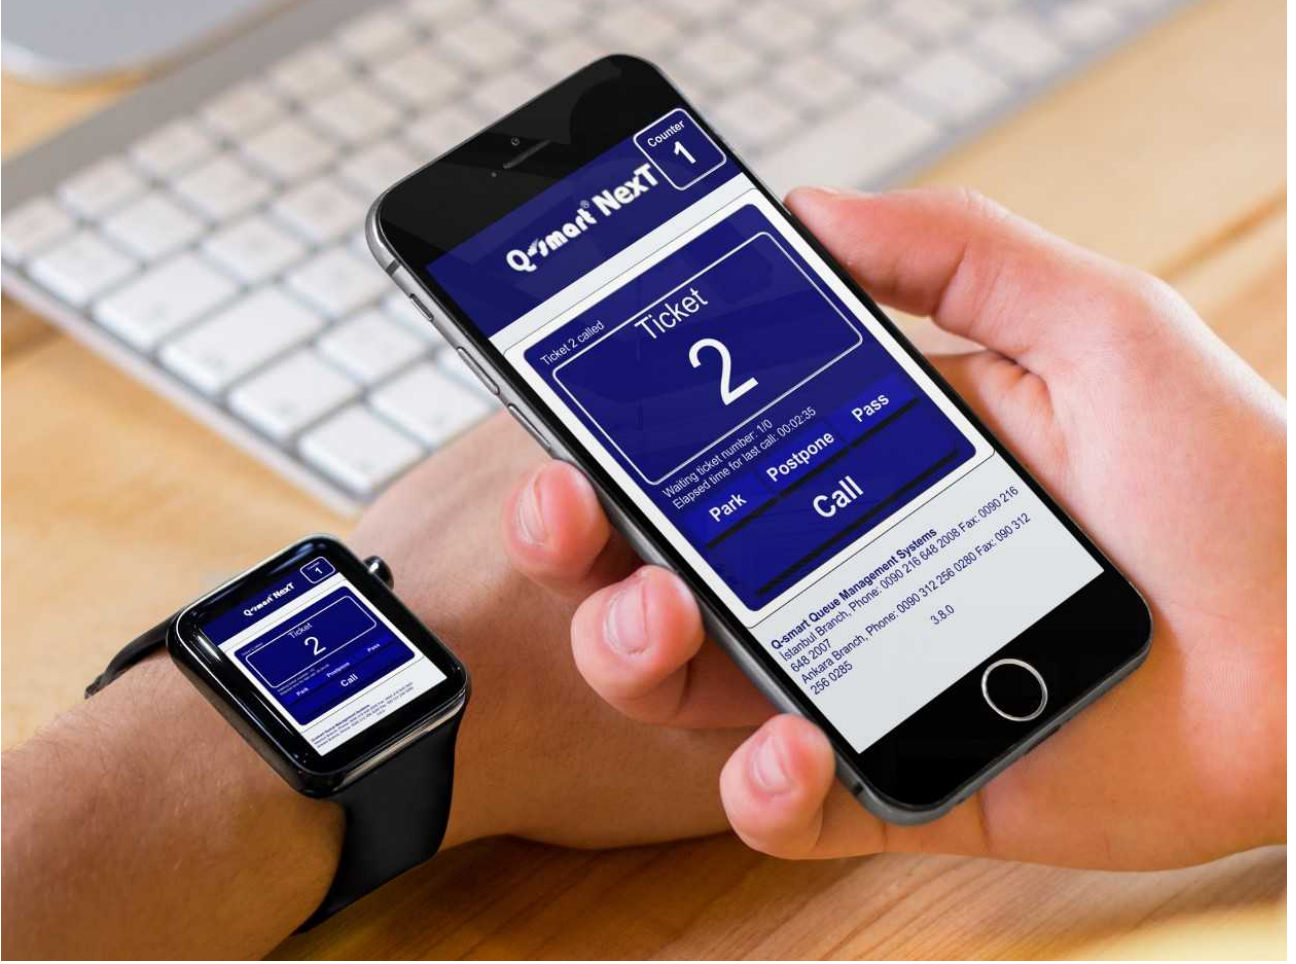 Q-smart® NexT
Counter
1
Ticket 2 called
Ticket
2
Waiting ticket number: 1/0
Elapsed time for last call: 00:02:35
Park Postpone Pass
Call
Q-smart Queue Management Systems
İstanbul Branch, Phone: 0090 216 648 2008 Fax: 0090 216
648 2007
Ankara Branch, Phone: 0090 312 256 0280 Fax: 090 312
256 0285
3.8.0
Q-smart NexT
Counter
1
Ticket
2
Park Postpone Pass
Call